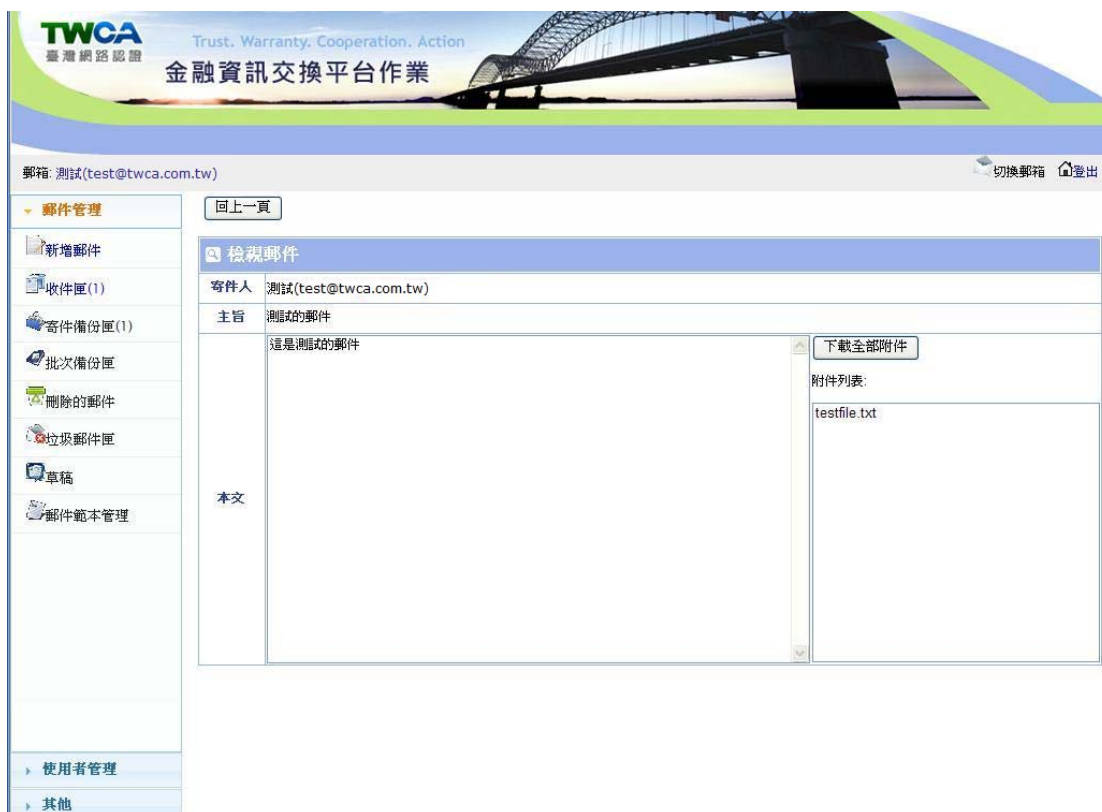 TWCA
臺灣網路認證
Trust. Warranty. Cooperation. Action
金融資訊交換平台作業
郵箱: 測試(test@twca.com.tw)
切換郵箱 登出
郵件管理
回上一頁
新增郵件
收件匣(1)
寄件備份匣(1)
批次備份匣
刪除的郵件
垃圾郵件匣
草稿
郵件範本管理
檢視郵件
寄件人 測試(test@twca.com.tw)
主旨 測試的郵件
本文
這是測試的郵件
下載全部附件
附件列表:
testfile.txt
使用者管理
其他